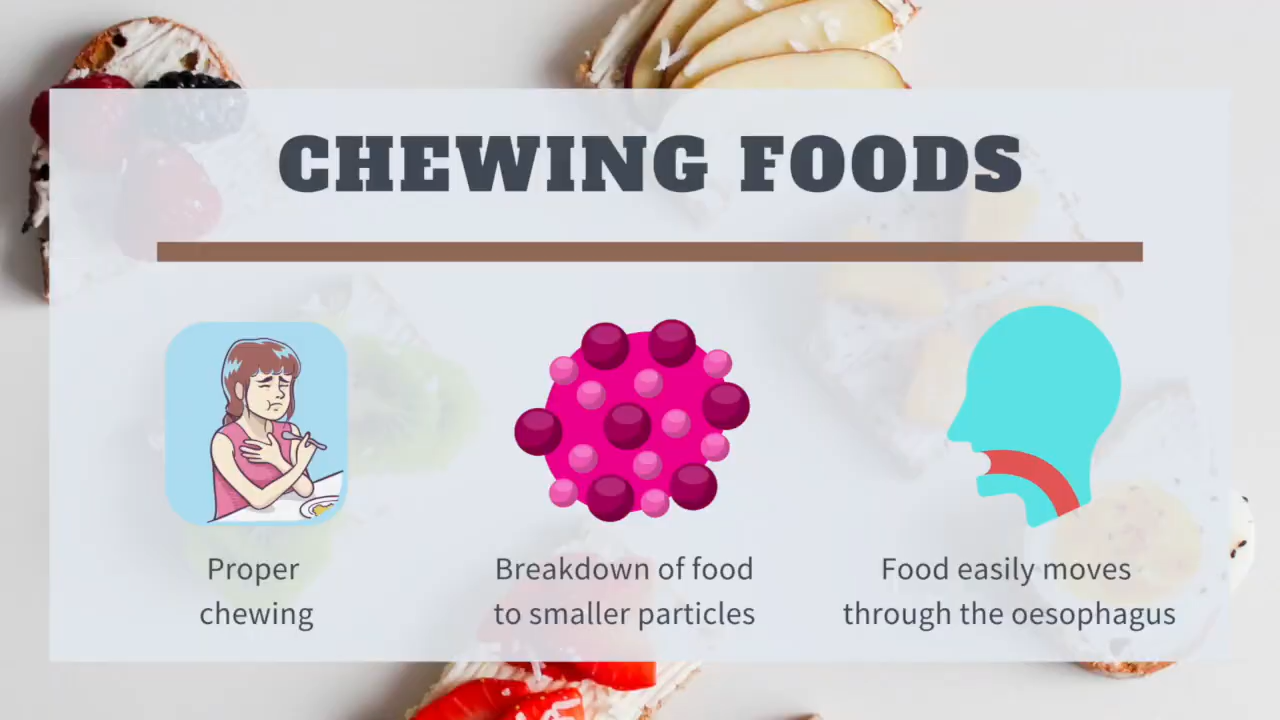 CHEWING FOODS
Proper
chewing
Breakdown of food
to smaller particles
Food easily moves
through the oesophagus